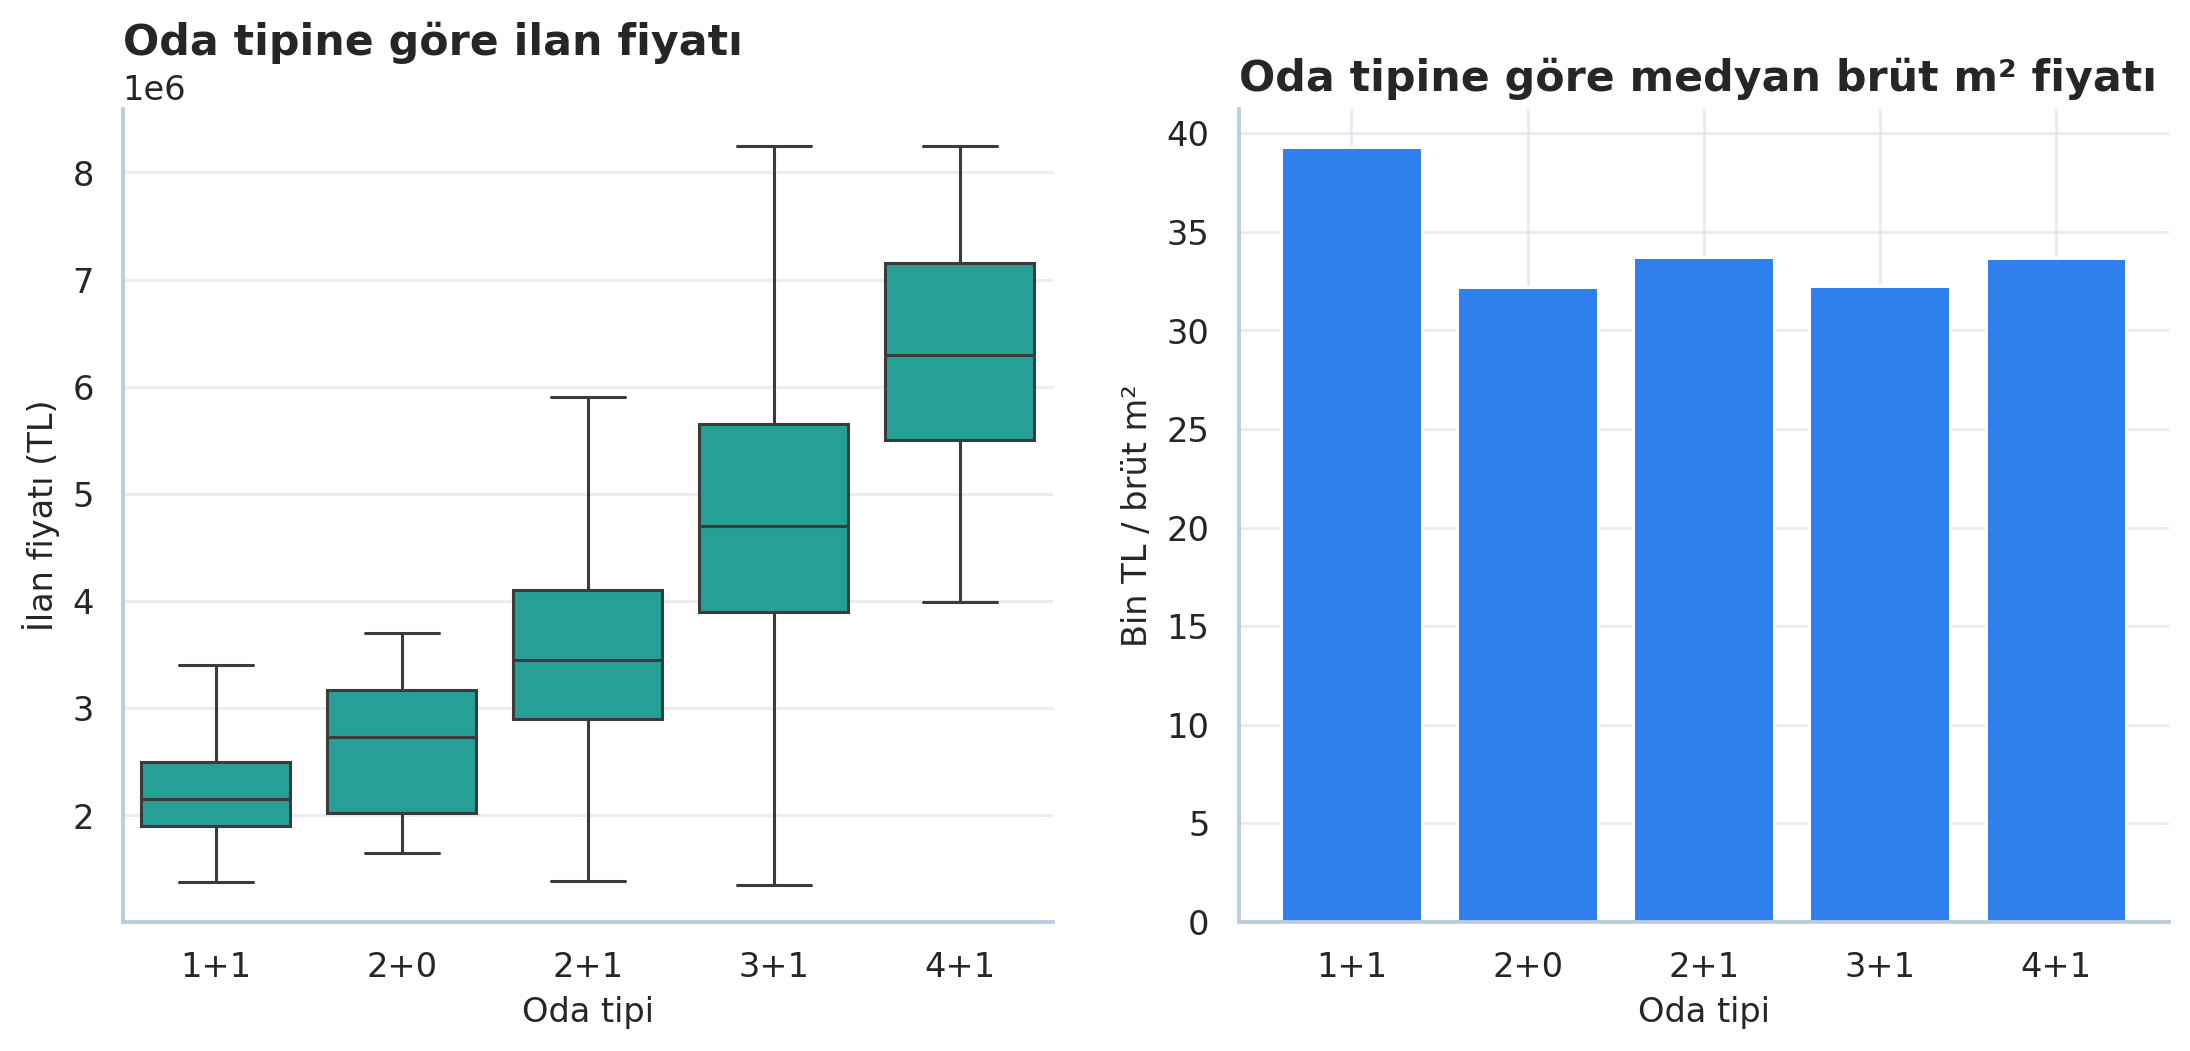 Oda tipine göre ilan fiyatı
1e6
8
7
6
5
4
3
2
İlan fiyatı (TL)
1+1 2+0 2+1 3+1 4+1
Oda tipi
Oda tipine göre medyan brüt m² fiyatı
40
35
30
25
20
15
10
5
0
Bin TL / brüt m²
1+1 2+0 2+1 3+1 4+1
Oda tipi